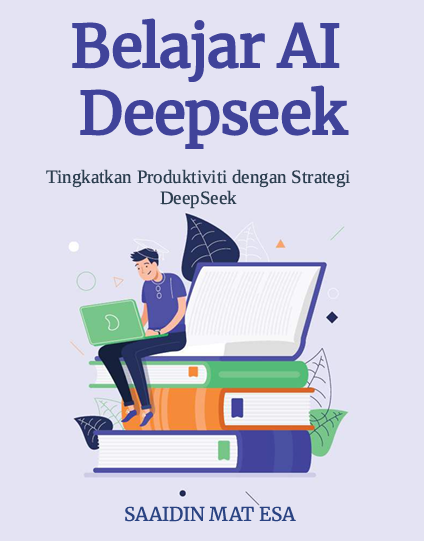 Belajar AI
Deepseek
Tingkatkan Produktiviti dengan Strategi
DeepSeek
SAAIDIN MAT ESA